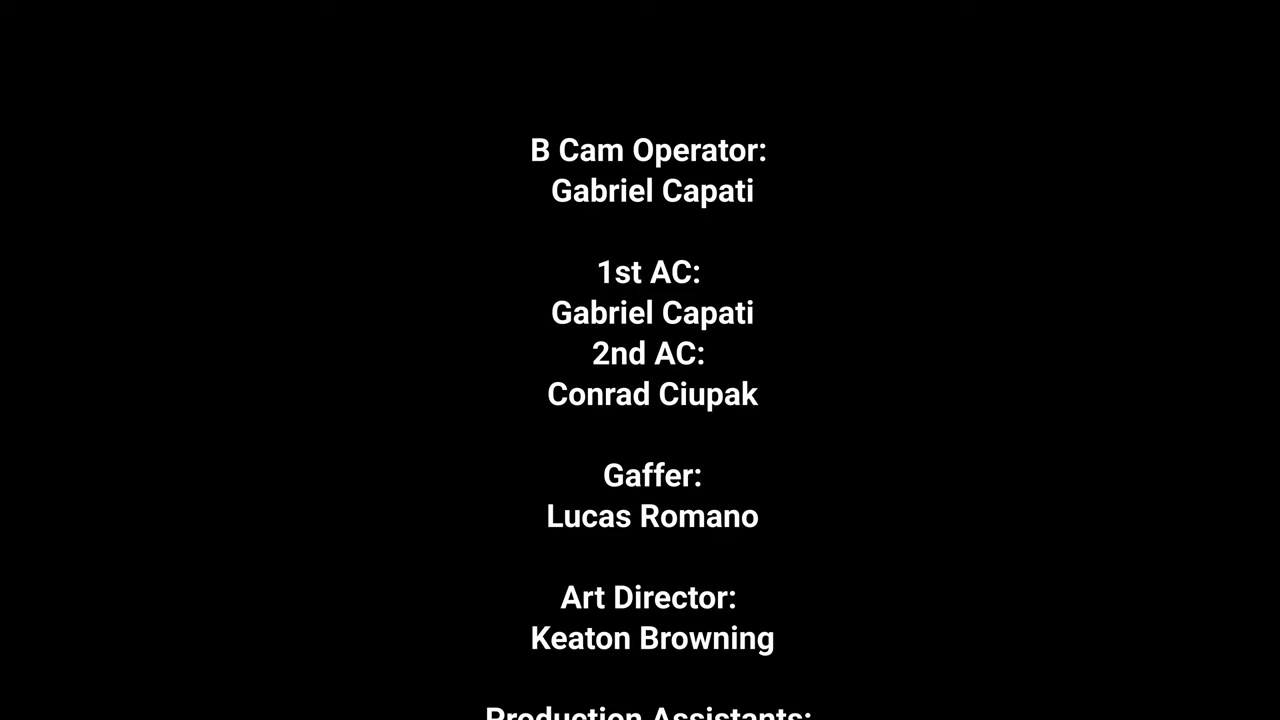 B Cam Operator:
Gabriel Capati
1st AC:
Gabriel Capati
2nd AC:
Conrad Ciupak
Gaffer:
Lucas Romano
Art Director:
Keaton Browning
Production Assistants: